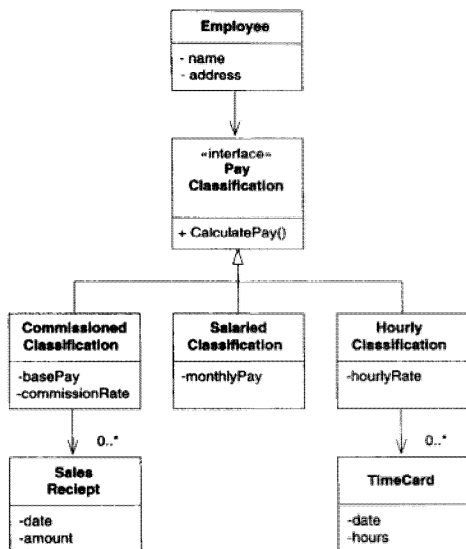 Employee
- name
- address
«interface»
Pay
Classification
+ CalculatePay()
Commissioned
Classification
-basePay
-commissionRate
Salaried
Classification
-monthlyPay
Hourly
Classification
-hourlyRate
0..*
0..*
Sales
Reciept
-date
-amount
TimeCard
-date
-hours